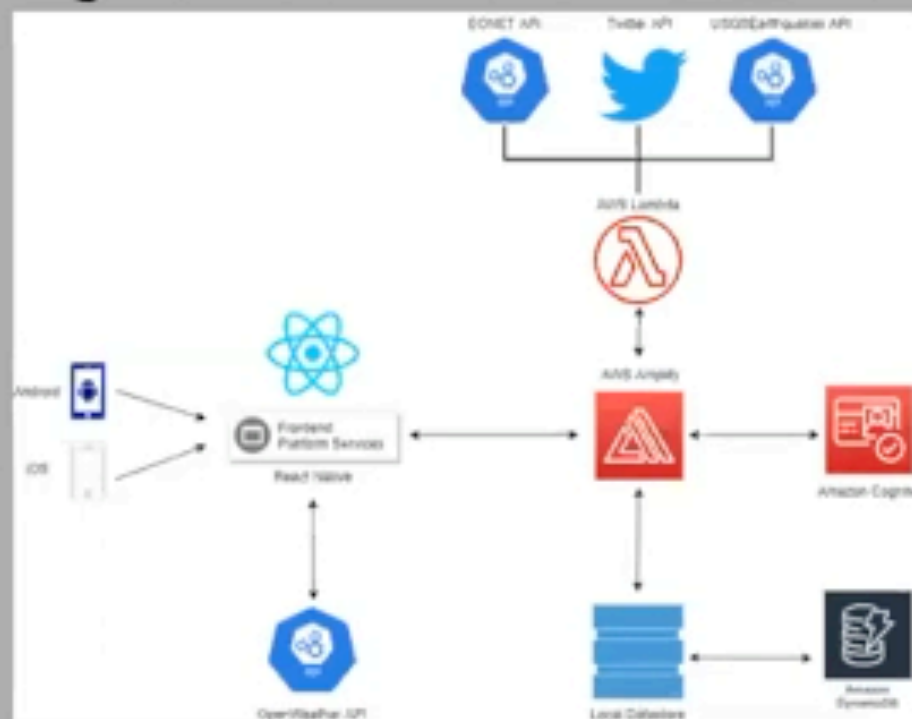 EONET API
Twitter API
USGSEarthquakes API
AWS Lambda
AWS Amplify
Android
Frontend
Platform Services
iOS
React Native
Amazon Cognit
Amazon
DynamoDB
OpenWeather API
Local Datastore